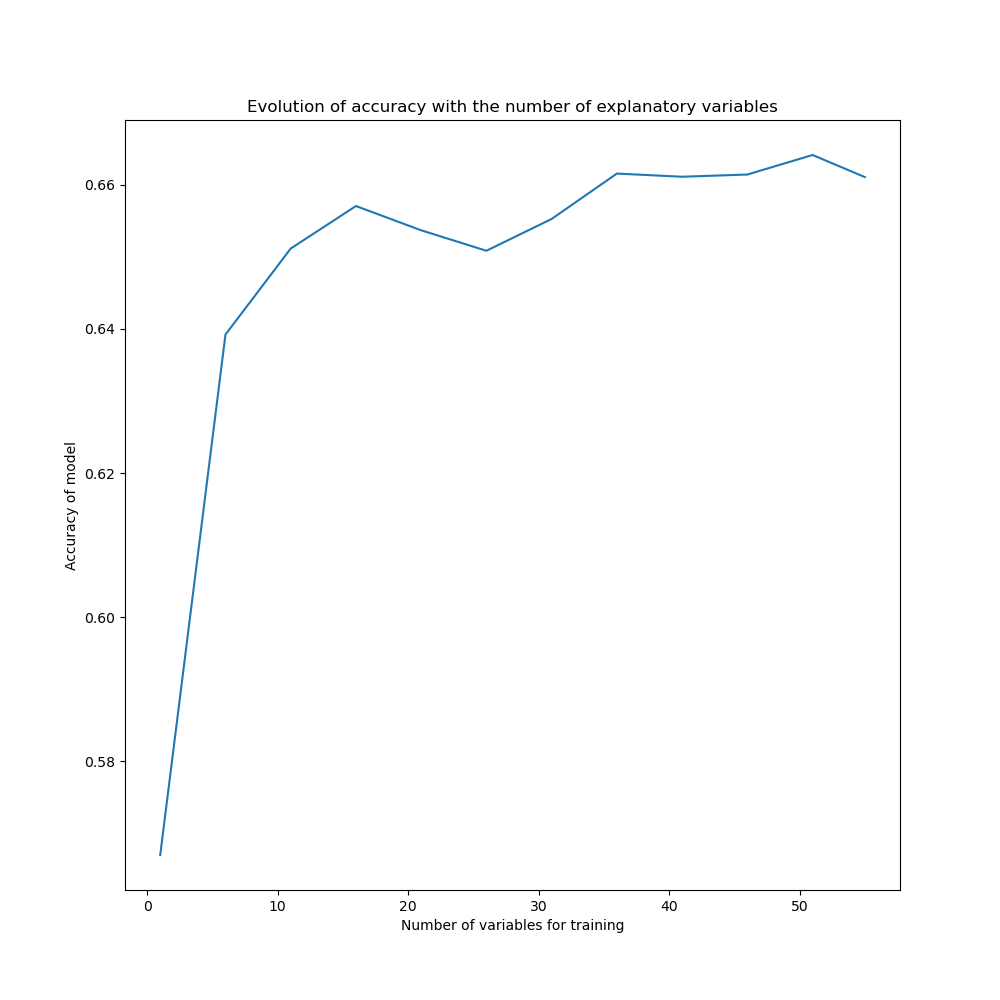 Evolution of accuracy with the number of explanatory variables
0.66
0.64
0.62
0.60
0.58
Accuracy of model
0 10 20 30 40 50
Number of variables for training